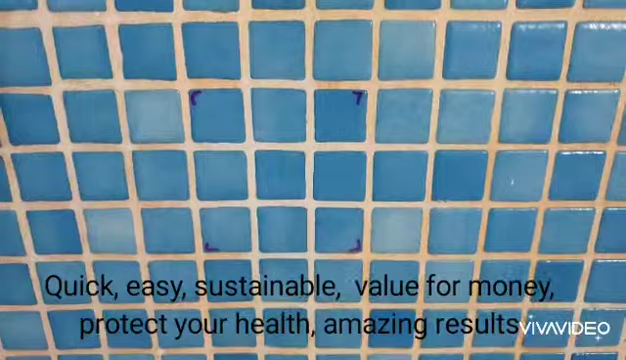 Quick, easy, sustainable, value for money,
protect your health, amazing results
VIVAVIDEO